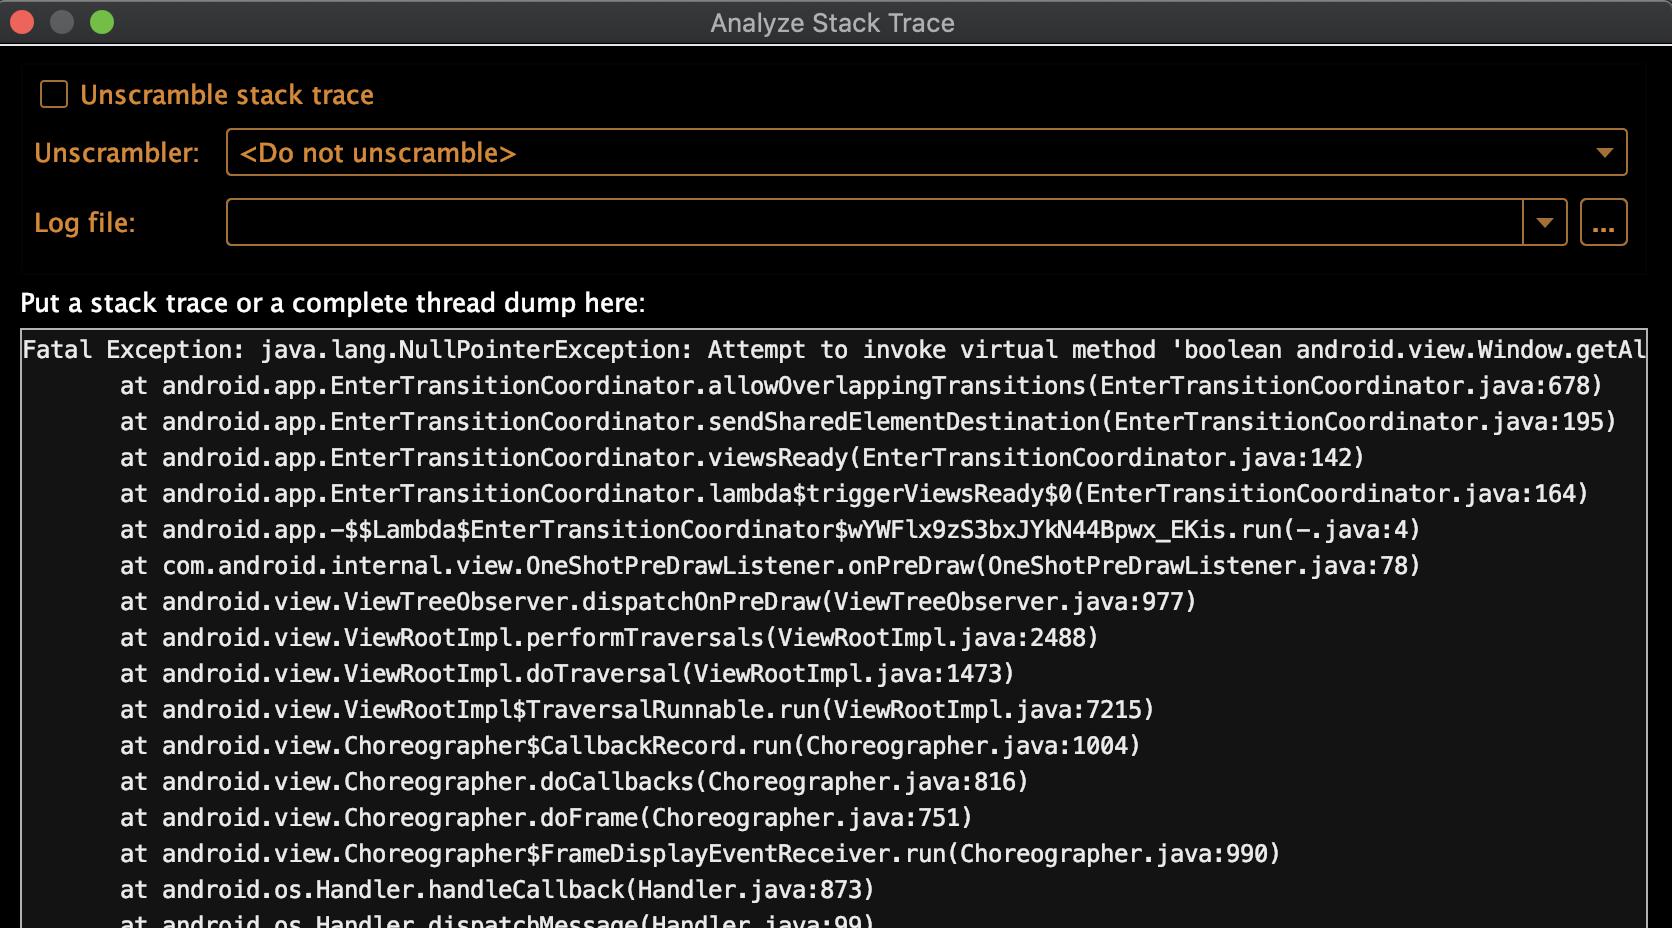 Analyze Stack Trace
Unscramble stack trace
Unscrambler: <Do not unscramble>
Log file: ...
Put a stack trace or a complete thread dump here:
Fatal Exception: java.lang.NullPointerException: Attempt to invoke virtual method 'boolean android.view.Window.getAl
at android.app.EnterTransitionCoordinator.allowOverlappingTransitions(EnterTransitionCoordinator.java:678)
at android.app.EnterTransitionCoordinator.sendSharedElementDestination(EnterTransitionCoordinator.java:195)
at android.app.EnterTransitionCoordinator.viewsReady(EnterTransitionCoordinator.java:142)
at android.app.EnterTransitionCoordinator.lambda$triggerViewsReady$0(EnterTransitionCoordinator.java:164)
at android.app.-$$Lambda$EnterTransitionCoordinator$wYWFlx9zS3bxJYkN44Bpwx_EKis.run(-.java:4)
at com.android.internal.view.OneShotPreDrawListener.onPreDraw(OneShotPreDrawListener.java:78)
at android.view.ViewTreeObserver.dispatchOnPreDraw(ViewTreeObserver.java:977)
at android.view.ViewRootImpl.performTraversals(ViewRootImpl.java:2488)
at android.view.ViewRootImpl.doTraversal(ViewRootImpl.java:1473)
at android.view.ViewRootImpl$TraversalRunnable.run(ViewRootImpl.java:7215)
at android.view.Choreographer$CallbackRecord.run(Choreographer.java:1004)
at android.view.Choreographer.doCallbacks(Choreographer.java:816)
at android.view.Choreographer.doFrame(Choreographer.java:751)
at android.view.Choreographer$FrameDisplayEventReceiver.run(Choreographer.java:990)
at android.os.Handler.handleCallback(Handler.java:873)
at android.os.Handler.dispatchMessage(Handler.java:99)